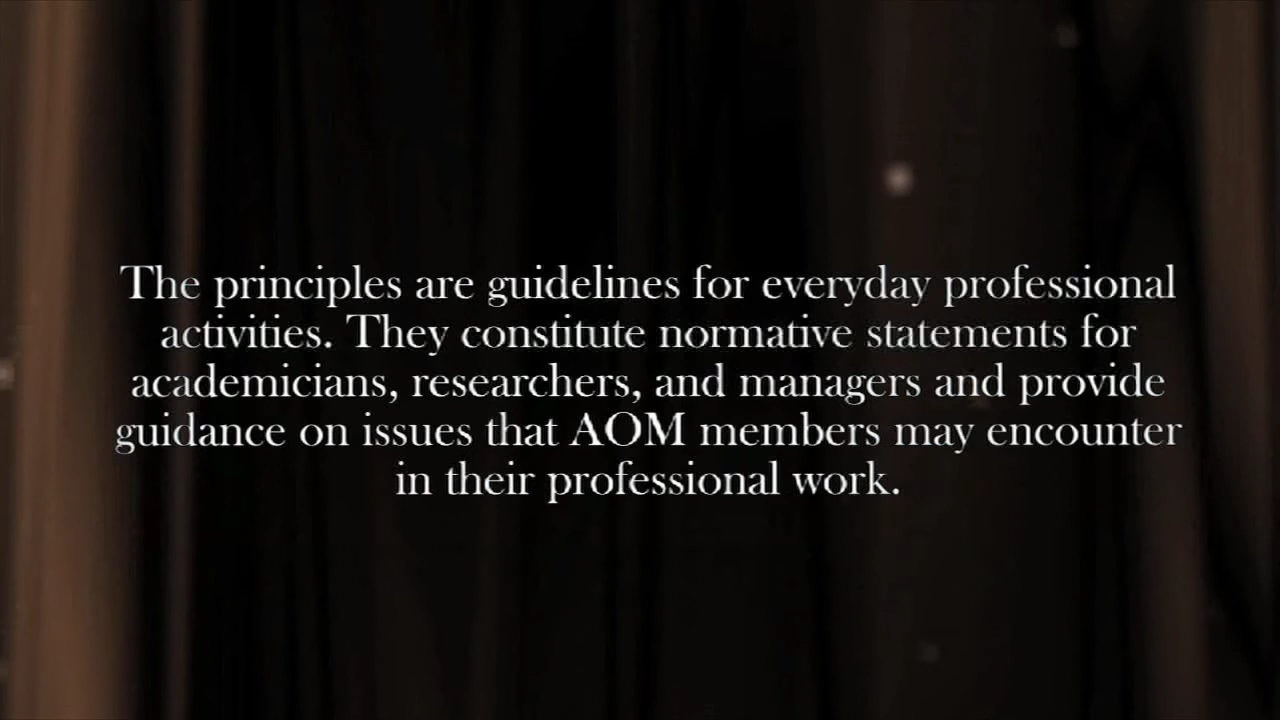 The principles are guidelines for everyday professional
activities. They constitute normative statements for
academicians, researchers, and managers and provide
guidance on issues that AOM members may encounter
in their professional work.